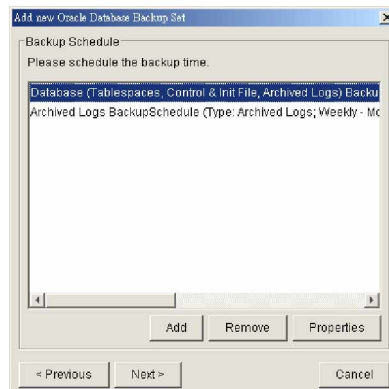 Add new Oracle Database Backup Set
Backup Schedule
Please schedule the backup time.
Database (Tablespaces, Control & Init File, Archived Logs) Backu
Archived Logs BackupSchedule (Type: Archived Logs; Weekly - Mo
Add Remove Properties
< Previous Next > Cancel